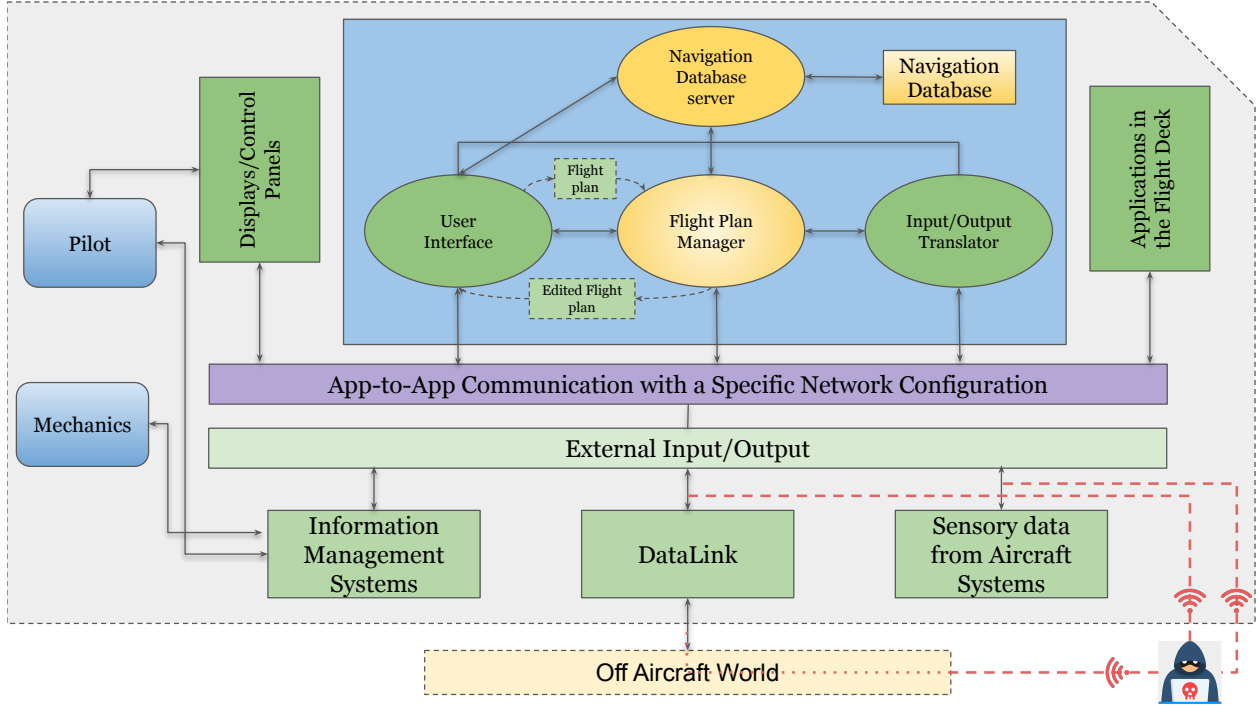 Navigation
Database
server
Navigation
Database
Displays/Control
Panels
Applications in
the Flight Deck
Flight
plan
Pilot
User
Interface
Flight Plan
Manager
Input/Output
Translator
Edited Flight
plan
App-to-App Communication with a Specific Network Configuration
Mechanics
External Input/Output
Information
Management
Systems
DataLink
Sensory data
from Aircraft
Systems
Off Aircraft World